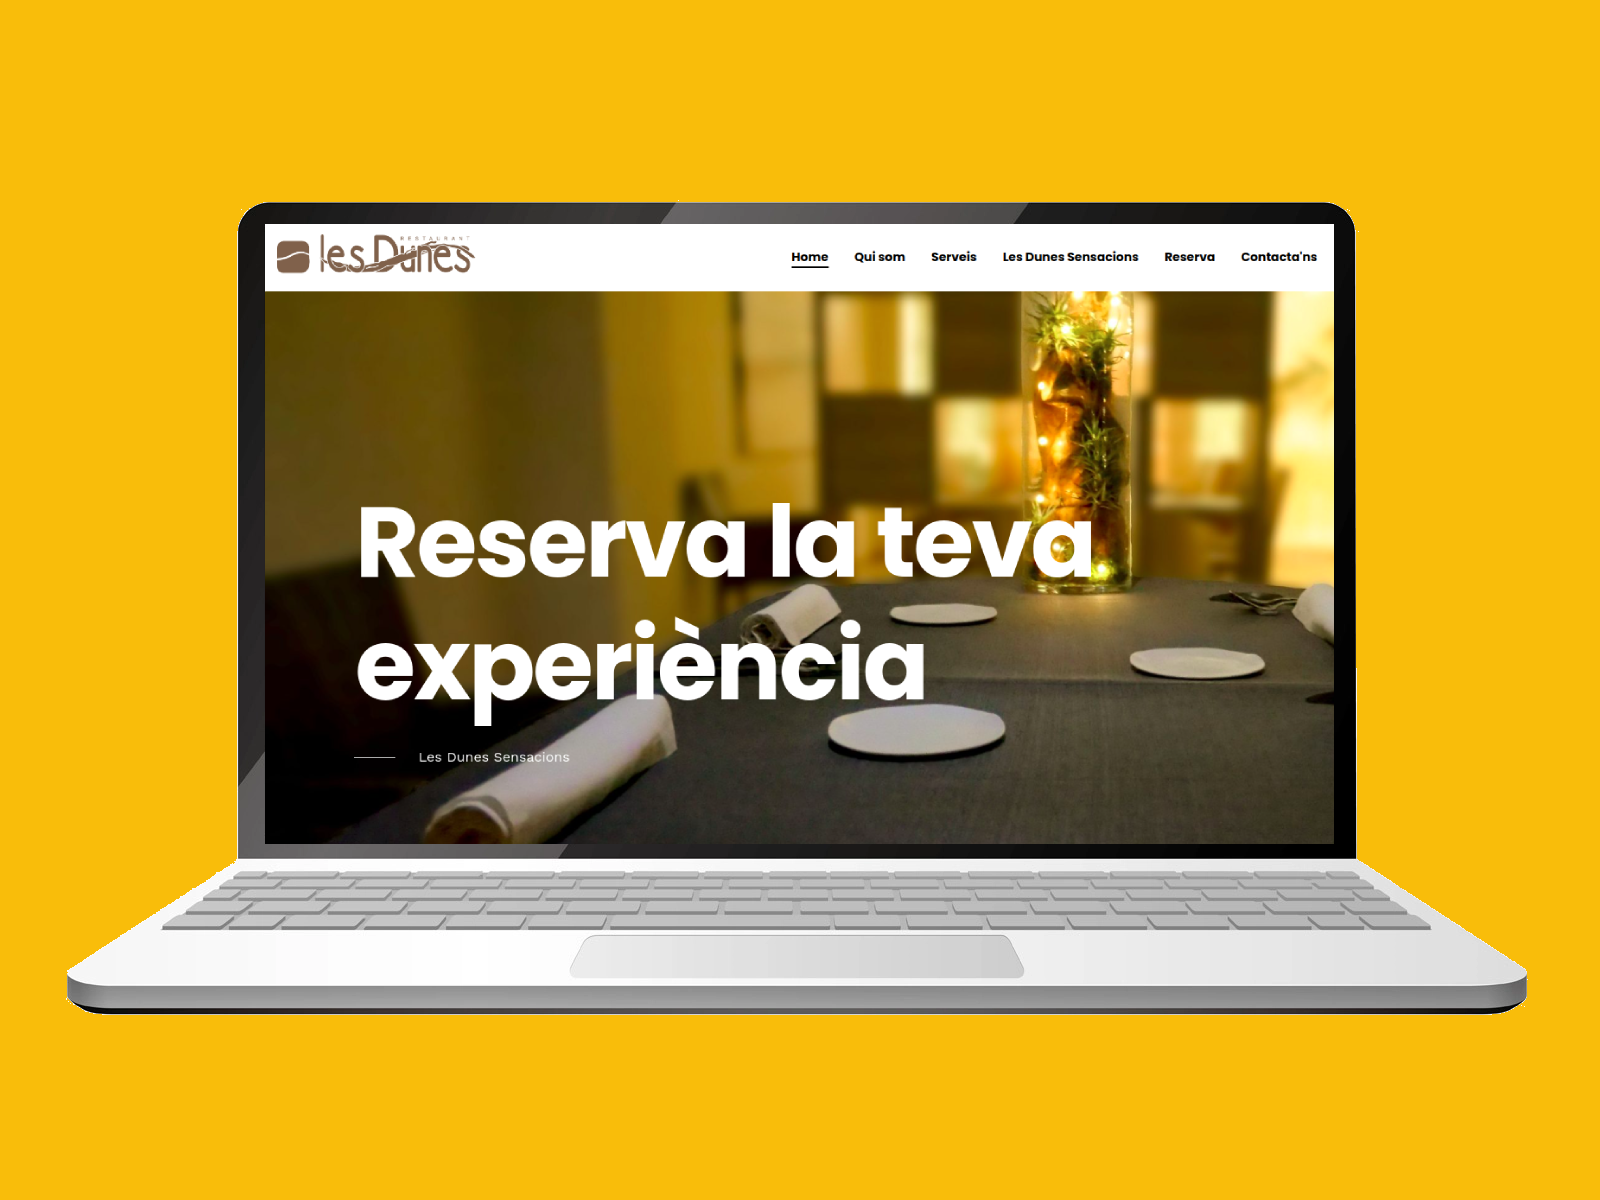 RESTAURANT
les Dunes
Home Qui som Serveis Les Dunes Sensacions Reserva Contacta'ns
Reserva la teva
experiència
Les Dunes Sensacions